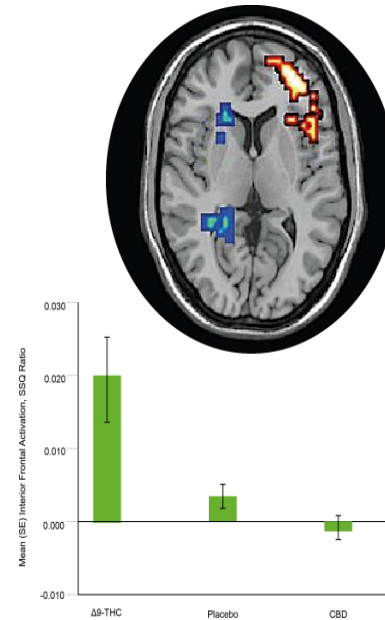 0.030
0.020
0.010
0.000
-0.010
Mean (SE) Interior Frontal Activation, SSQ Ratio
Δ9-THC
Placebo
CBD